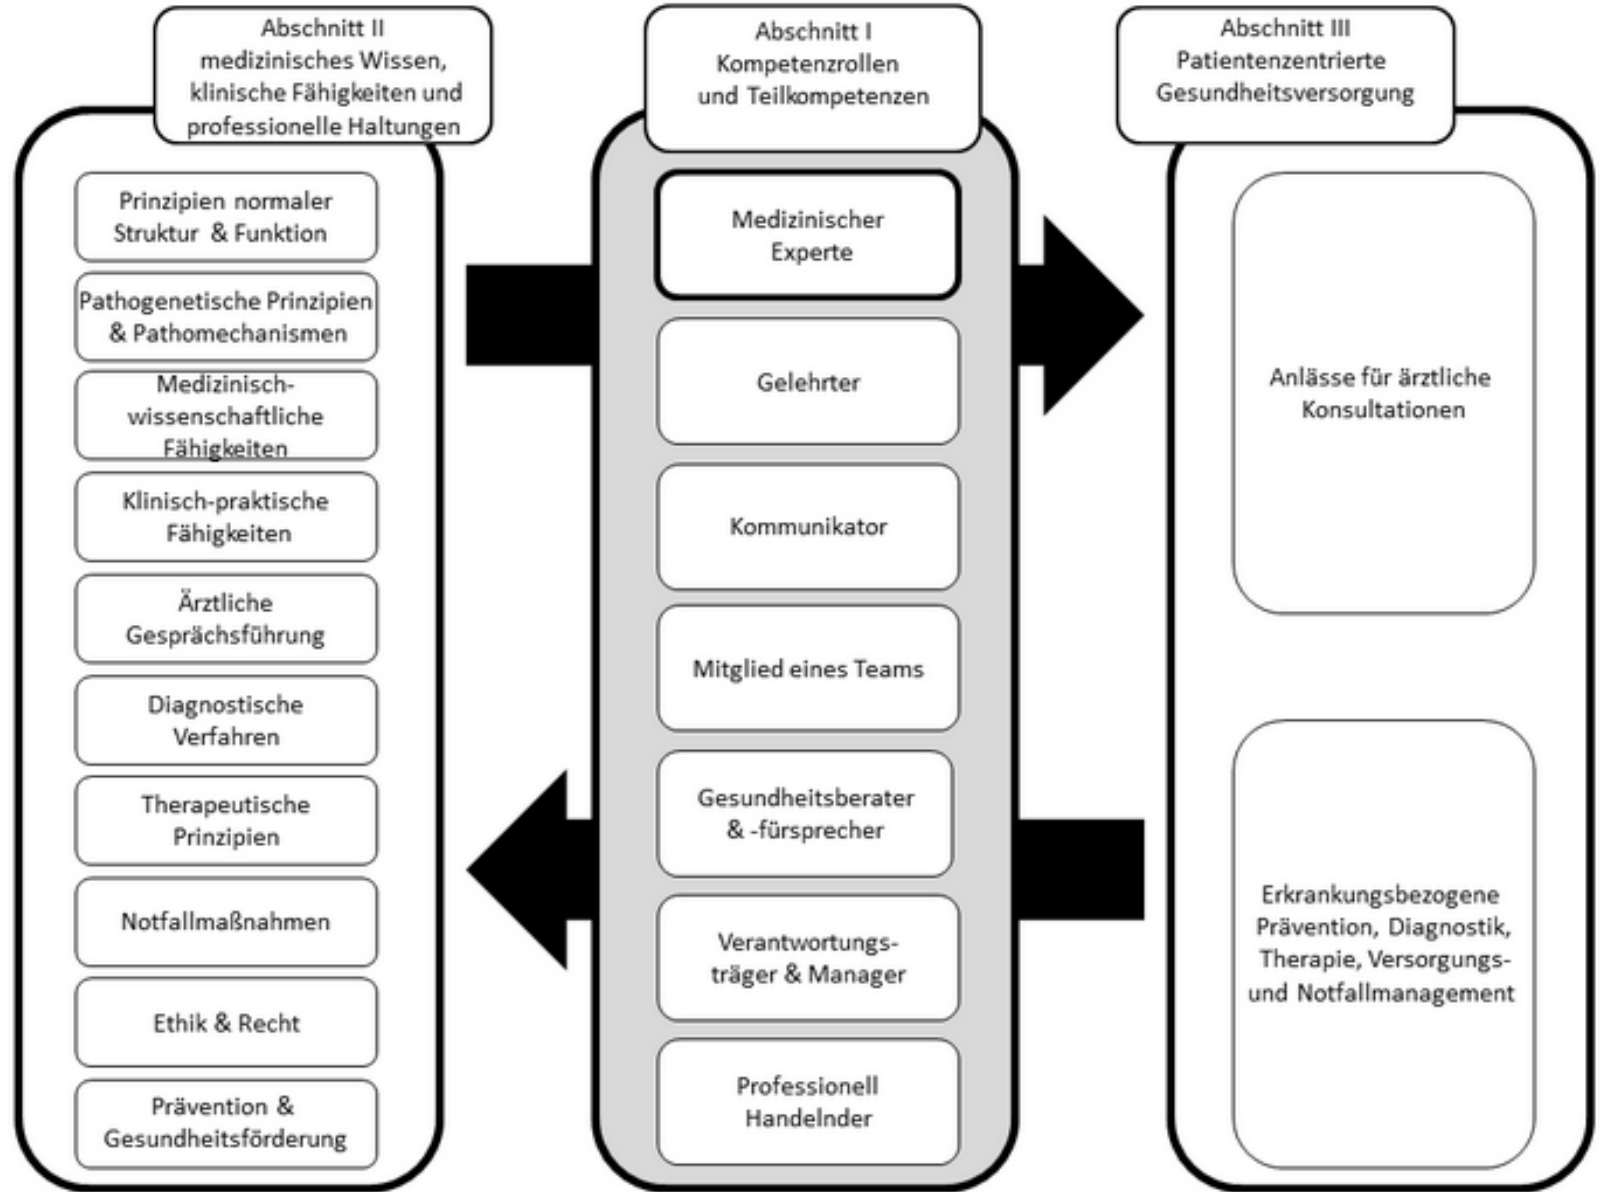 Abschnitt II
medizinisches Wissen,
klinische Fähigkeiten und
professionelle Haltungen
Prinzipien normaler
Struktur & Funktion
Pathogenetische Prinzipien
& Pathomechanismen
Medizinisch-
wissenschaftliche
Fähigkeiten
Klinisch-praktische
Fähigkeiten
Ärztliche
Gesprächsführung
Diagnostische
Verfahren
Therapeutische
Prinzipien
Notfallmaßnahmen
Ethik & Recht
Prävention &
Gesundheitsförderung
Abschnitt I
Kompetenzrollen
und Teilkompetenzen
Medizinischer
Experte
Gelehrter
Kommunikator
Mitglied eines Teams
Gesundheitsberater
& -fürsprecher
Verantwortungs-
träger & Manager
Professionell
Handelnder
Abschnitt III
Patientenzentrierte
Gesundheitsversorgung
Anlässe für ärztliche
Konsultationen
Erkrankungsbezogene
Prävention, Diagnostik,
Therapie, Versorgungs-
und Notfallmanagement